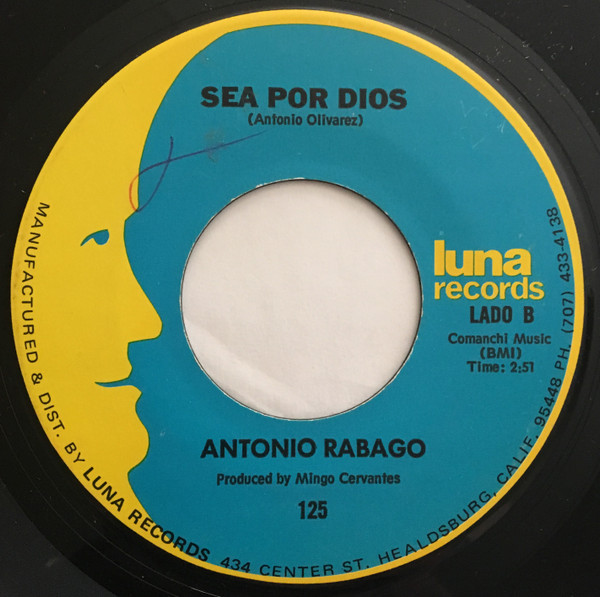 SEA POR DIOS
(Antonio Olivarez)
luna
records
LADO B
Comanchi Music
(BMI)
Time: 2:51
ANTONIO RABAGO
Produced by Mingo Cervantes
125
MANUFACTURED & DIST. BY LUNA RECORDS 434 CENTER ST. HEALDSBURG, CALIF. 95448 PH. (707) 433-4138